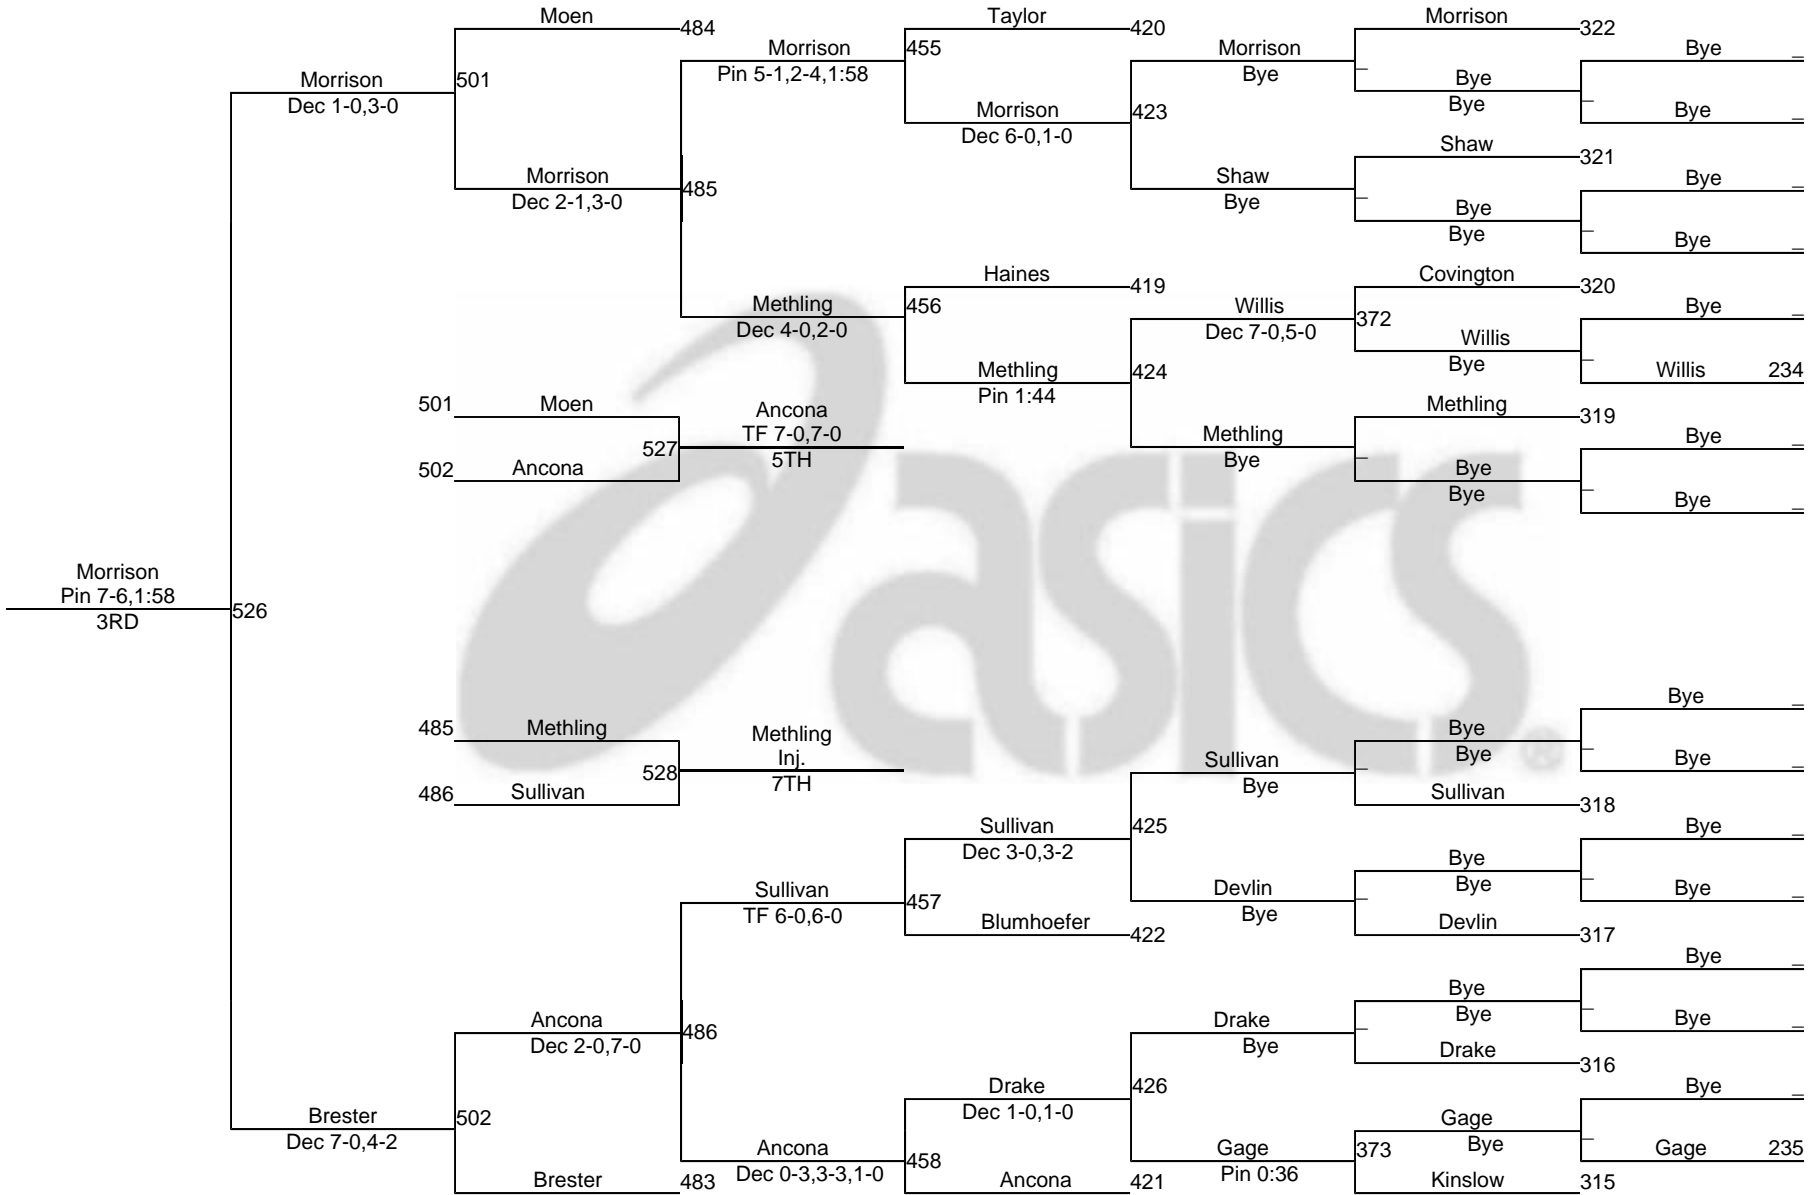 Moen
484
Taylor
420
Morrison
322
Morrison
Pin 5-1,2-4,1:58
455
Morrison
Bye
Bye
Bye
Bye
Bye
Morrison
Dec 1-0,3-0
501
Morrison
Dec 6-0,1-0
423
Shaw
321
Morrison
Dec 2-1,3-0
485
Shaw
Bye
Bye
Bye
Bye
Bye
Haines
419
Covington
320
Methling
Dec 4-0,2-0
456
Willis
Dec 7-0,5-0
372
Bye
Willis
Bye
Methling
Pin 1:44
424
Willis 234
501
Moen
Ancona
TF 7-0,7-0
5TH
527
502
Ancona
Methling
319
Methling
Bye
Bye
Bye
Bye
Bye
asics
®
Morrison
Pin 7-6,1:58
3RD
526
485
Methling
Methling
Inj.
7TH
528
486
Sullivan
Bye
Bye
Bye
Bye
Sullivan
Bye
Sullivan
318
Sullivan
Dec 3-0,3-2
425
Bye
Bye
Bye
Bye
Sullivan
TF 6-0,6-0
457
Devlin
Bye
Blumhoefer
422
Devlin
317
Bye
Bye
Bye
Bye
Ancona
Dec 2-0,7-0
486
Drake
Bye
Drake
316
Drake
Dec 1-0,1-0
426
Bye
Brester
Dec 7-0,4-2
502
Gage
Bye
Ancona
Dec 0-3,3-3,1-0
458
Gage
Pin 0:36
373
Gage 235
Brester
483
Ancona
421
Kinslow
315